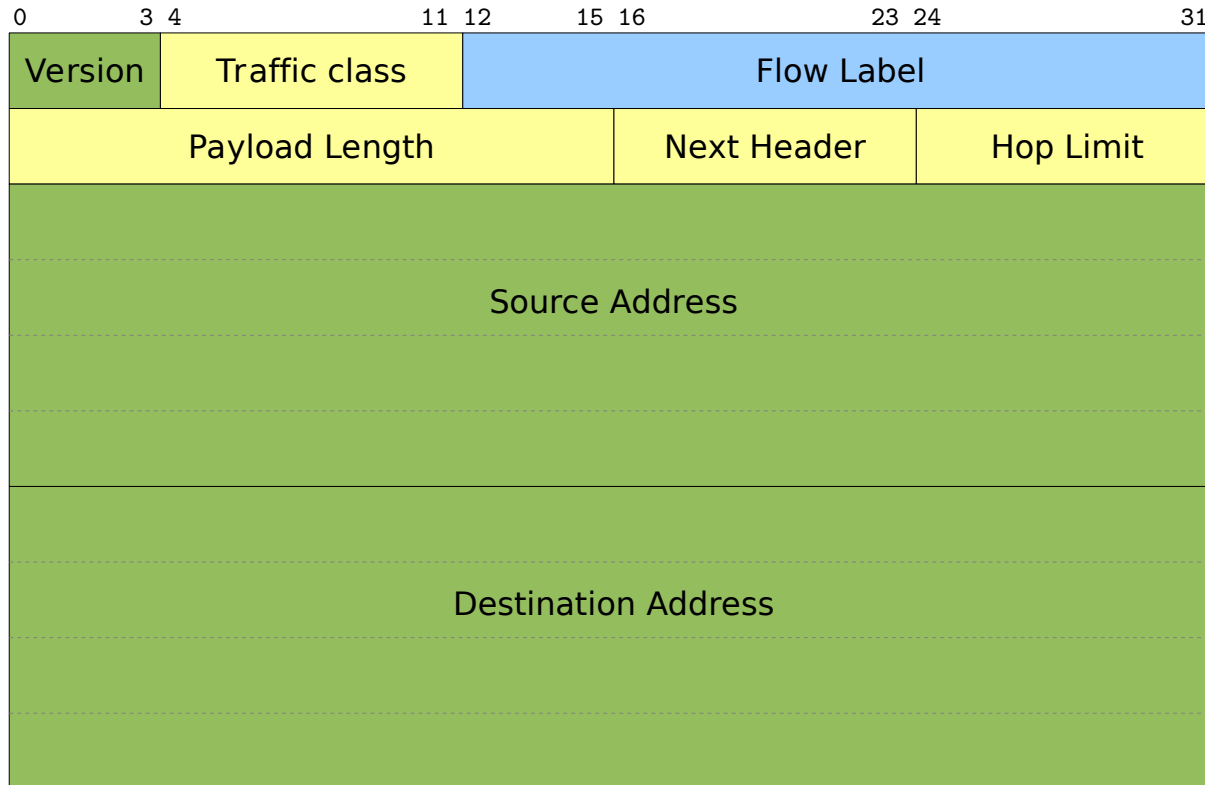 0 3 4 11 12 15 16 23 24 31
Version Traffic class Flow Label
Payload Length Next Header Hop Limit
Source Address
Destination Address